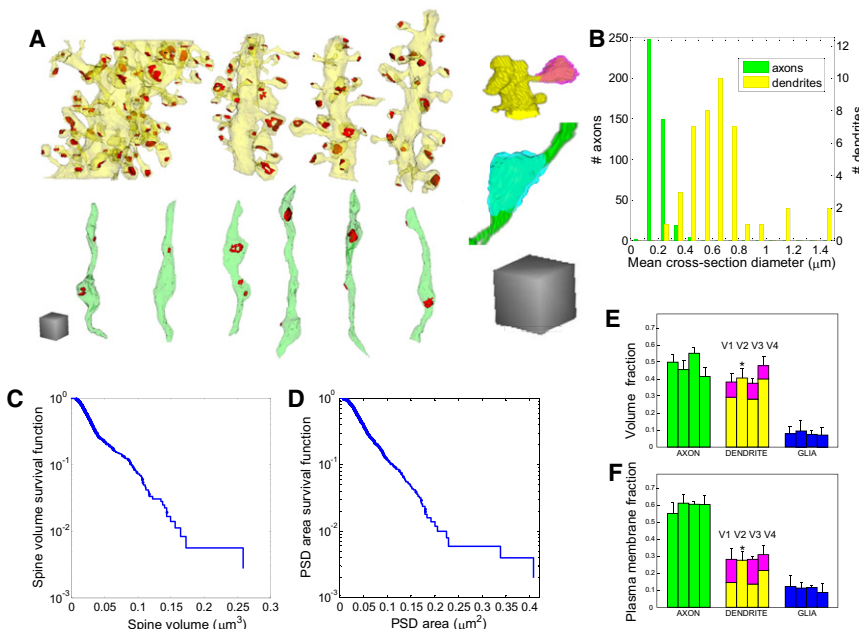 A
B
250
200
150
100
50
0
# axons
axons
dendrites
12
10
8
6
4
2
0
# dendrites
0 0.2 0.4 0.6 0.8 1.0 1.2 1.4
Mean cross-section diameter (μm)
C
10⁰
10⁻¹
10⁻²
10⁻³
Spine volume survival function
0 0.05 0.1 0.15 0.2 0.25 0.3
Spine volume (μm³)
D
10⁰
10⁻¹
10⁻²
10⁻³
PSD area survival function
0 0.05 0.1 0.15 0.2 0.25 0.3 0.35 0.4
PSD area (μm²)
E
0.7
0.6
0.5
0.4
0.3
0.2
0.1
0
Volume fraction
V1 V2 V3 V4
*
AXON DENDRITE GLIA
F
0.7
0.6
0.5
0.4
0.3
0.2
0.1
0
Plasma membrane fraction
V1 V2 V3 V4
*
AXON DENDRITE GLIA